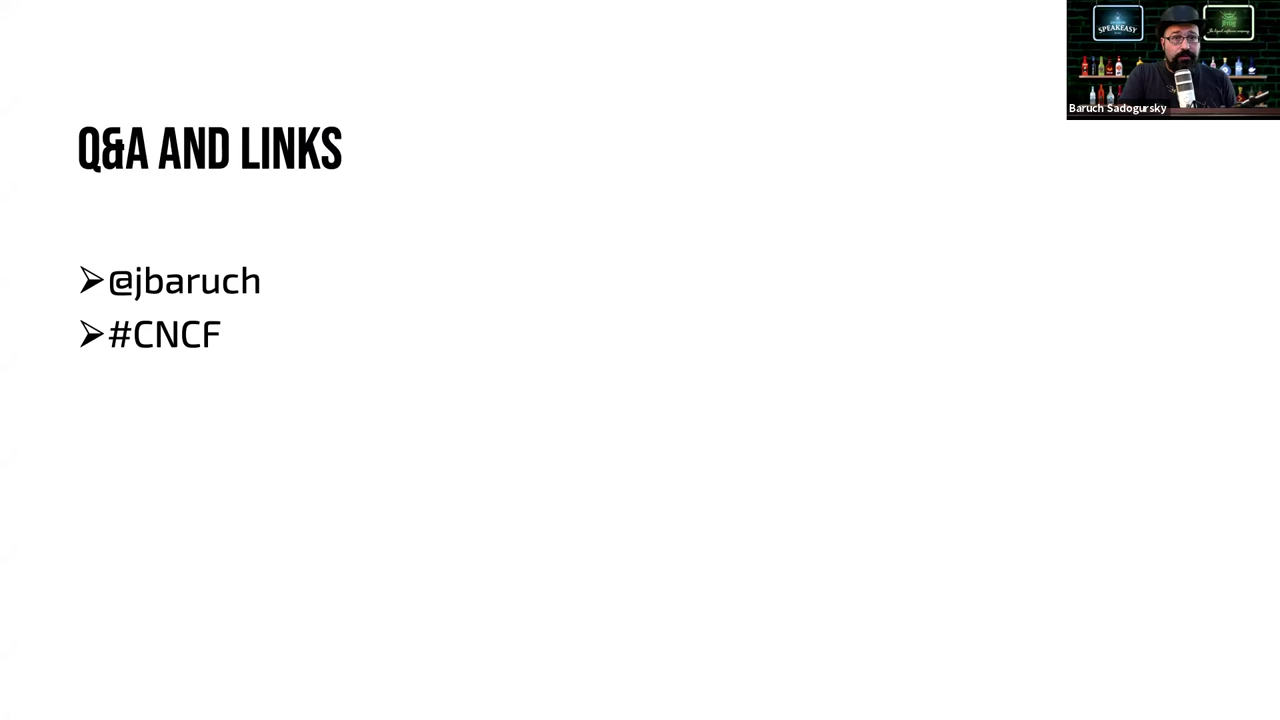 Q&A AND LINKS
@jbaruch
#CNCF
SPEAKEASY
Baruch Sadogursky